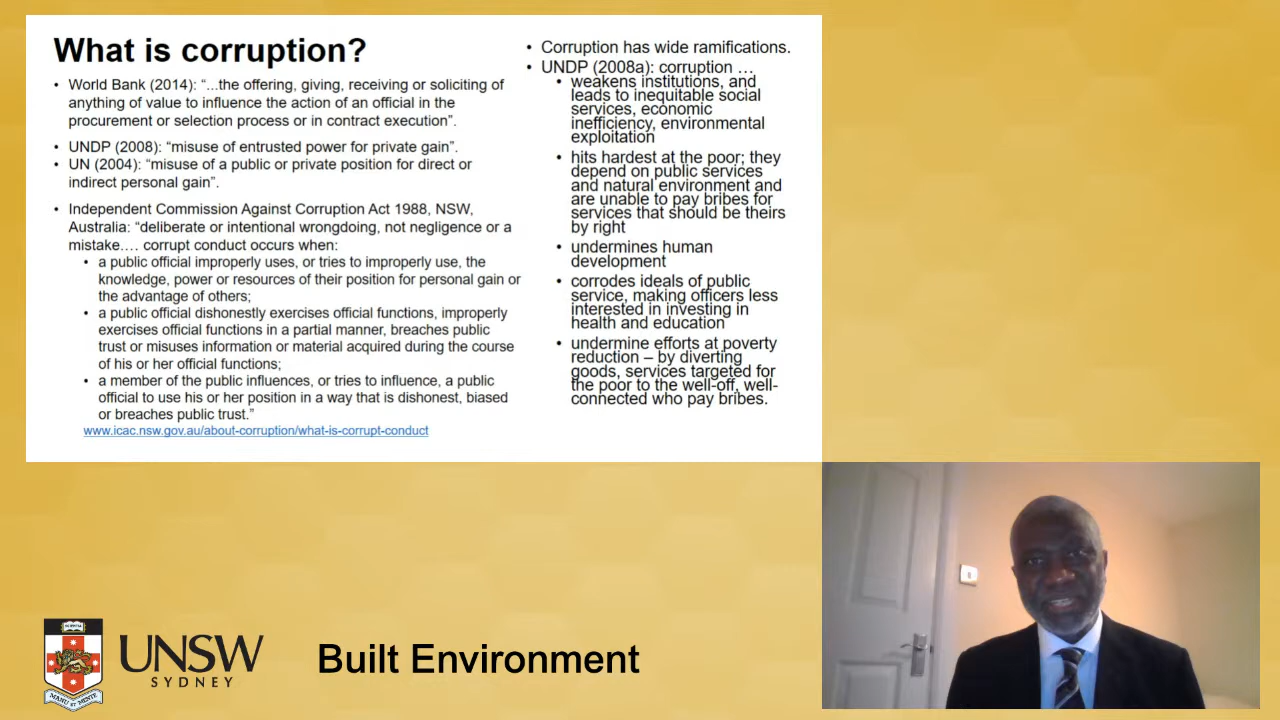 What is corruption?
• World Bank (2014): “...the offering, giving, receiving or soliciting of
anything of value to influence the action of an official in the
procurement or selection process or in contract execution”.
• UNDP (2008): “misuse of entrusted power for private gain”.
• UN (2004): “misuse of a public or private position for direct or
indirect personal gain”.
• Independent Commission Against Corruption Act 1988, NSW,
Australia: “deliberate or intentional wrongdoing, not negligence or a
mistake…. corrupt conduct occurs when:
• a public official improperly uses, or tries to improperly use, the
knowledge, power or resources of their position for personal gain or
the advantage of others;
• a public official dishonestly exercises official functions, improperly
exercises official functions in a partial manner, breaches public
trust or misuses information or material acquired during the course
of his or her official functions;
• a member of the public influences, or tries to influence, a public
official to use his or her position in a way that is dishonest, biased
or breaches public trust.”
www.icac.nsw.gov.au/about-corruption/what-is-corrupt-conduct
• Corruption has wide ramifications.
• UNDP (2008a): corruption …
• weakens institutions, and
leads to inequitable social
services, economic
inefficiency, environmental
exploitation
• hits hardest at the poor; they
depend on public services
and natural environment and
are unable to pay bribes for
services that should be theirs
by right
• undermines human
development
• corrodes ideals of public
service, making officers less
interested in investing in
health and education
• undermine efforts at poverty
reduction – by diverting
goods, services targeted for
the poor to the well-off, well-
connected who pay bribes.
SCIENTIA
MANU ET MENTE
UNSW
SYDNEY
Built Environment